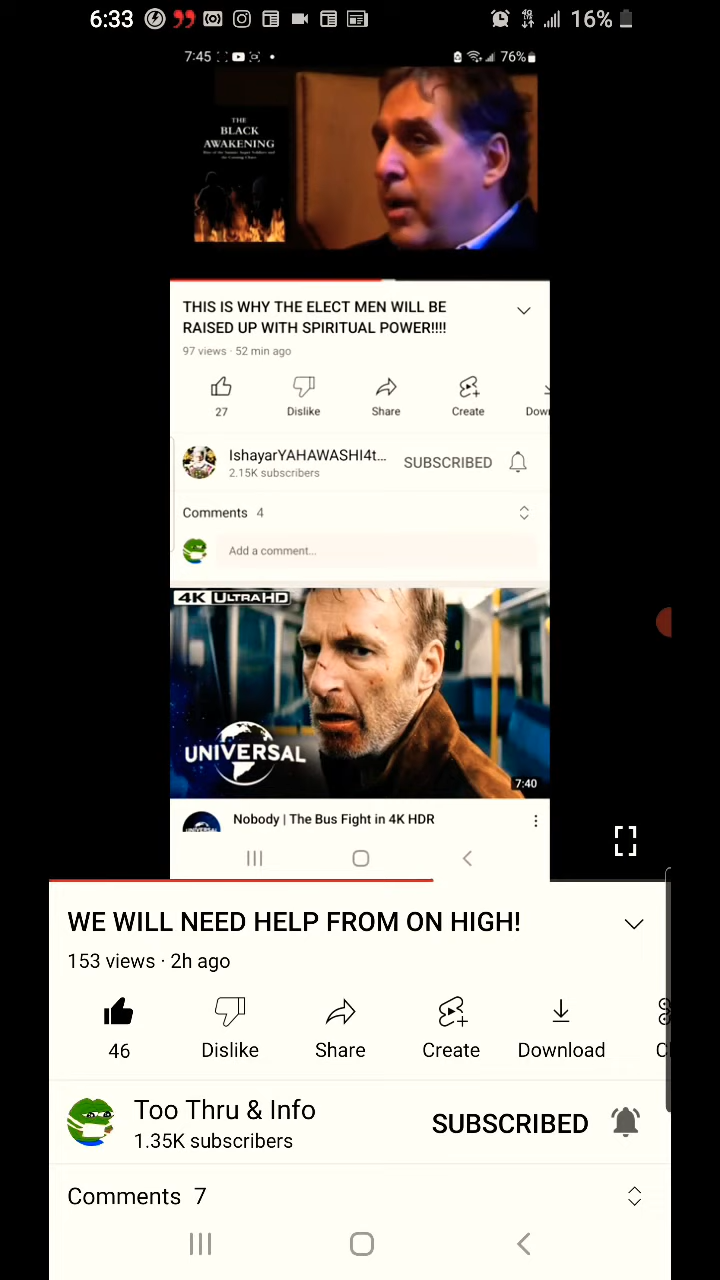 6:33
16%
7:45
76%
THE
BLACK
AWAKENING
THIS IS WHY THE ELECT MEN WILL BE
RAISED UP WITH SPIRITUAL POWER!!!!
97 views · 52 min ago
27 Dislike Share Create Down
IshayarYAHAWASHI4t...
SUBSCRIBED
2.15K subscribers
Comments 4
Add a comment...
4K ULTRA HD
UNIVERSAL
7:40
UNIVERSAL
Nobody | The Bus Fight in 4K HDR
WE WILL NEED HELP FROM ON HIGH!
153 views · 2h ago
46 Dislike Share Create Download Cl
Too Thru & Info
SUBSCRIBED
1.35K subscribers
Comments 7